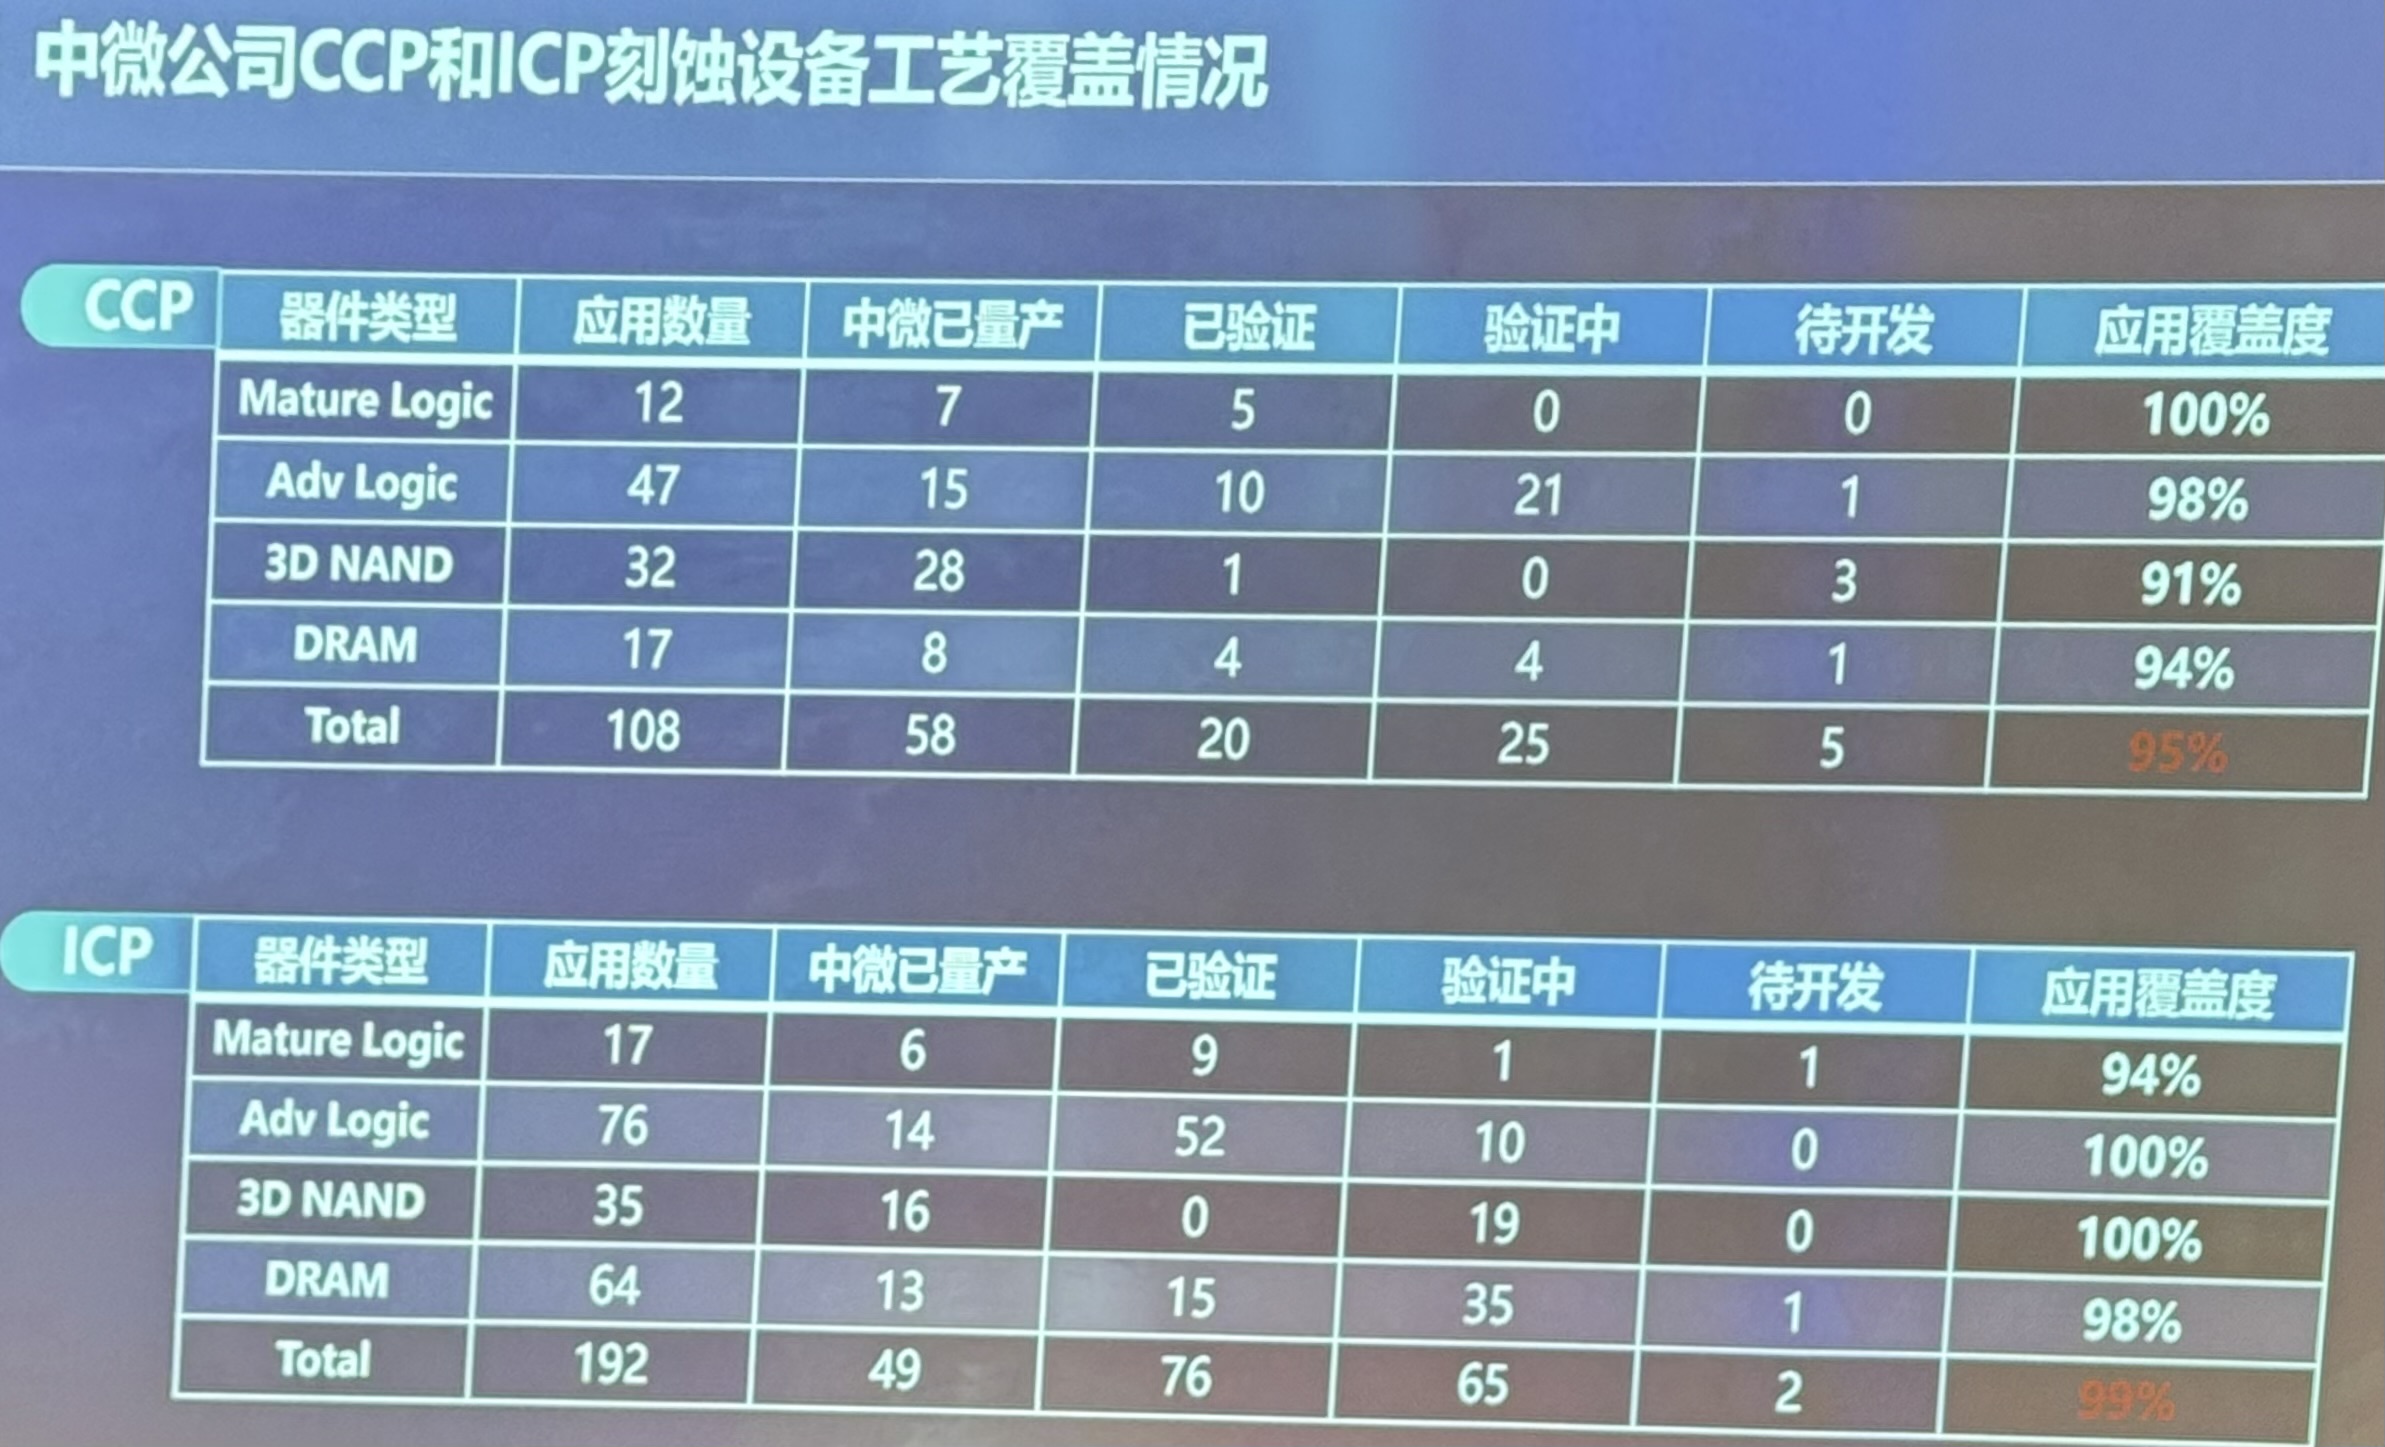 中微公司CCP和ICP刻蚀设备工艺覆盖情况
CCP 器件类型 应用数量 中微已量产 已验证 验证中 待开发 应用覆盖度
Mature Logic 12 7 5 0 0 100%
Adv Logic 47 15 10 21 1 98%
3D NAND 32 28 1 0 3 91%
DRAM 17 8 4 4 1 94%
Total 108 58 20 25 5 95%
ICP 器件类型 应用数量 中微已量产 已验证 验证中 待开发 应用覆盖度
Mature Logic 17 6 9 1 1 94%
Adv Logic 76 14 52 10 0 100%
3D NAND 35 16 0 19 0 100%
DRAM 64 13 15 35 1 98%
Total 192 49 76 65 2 99%